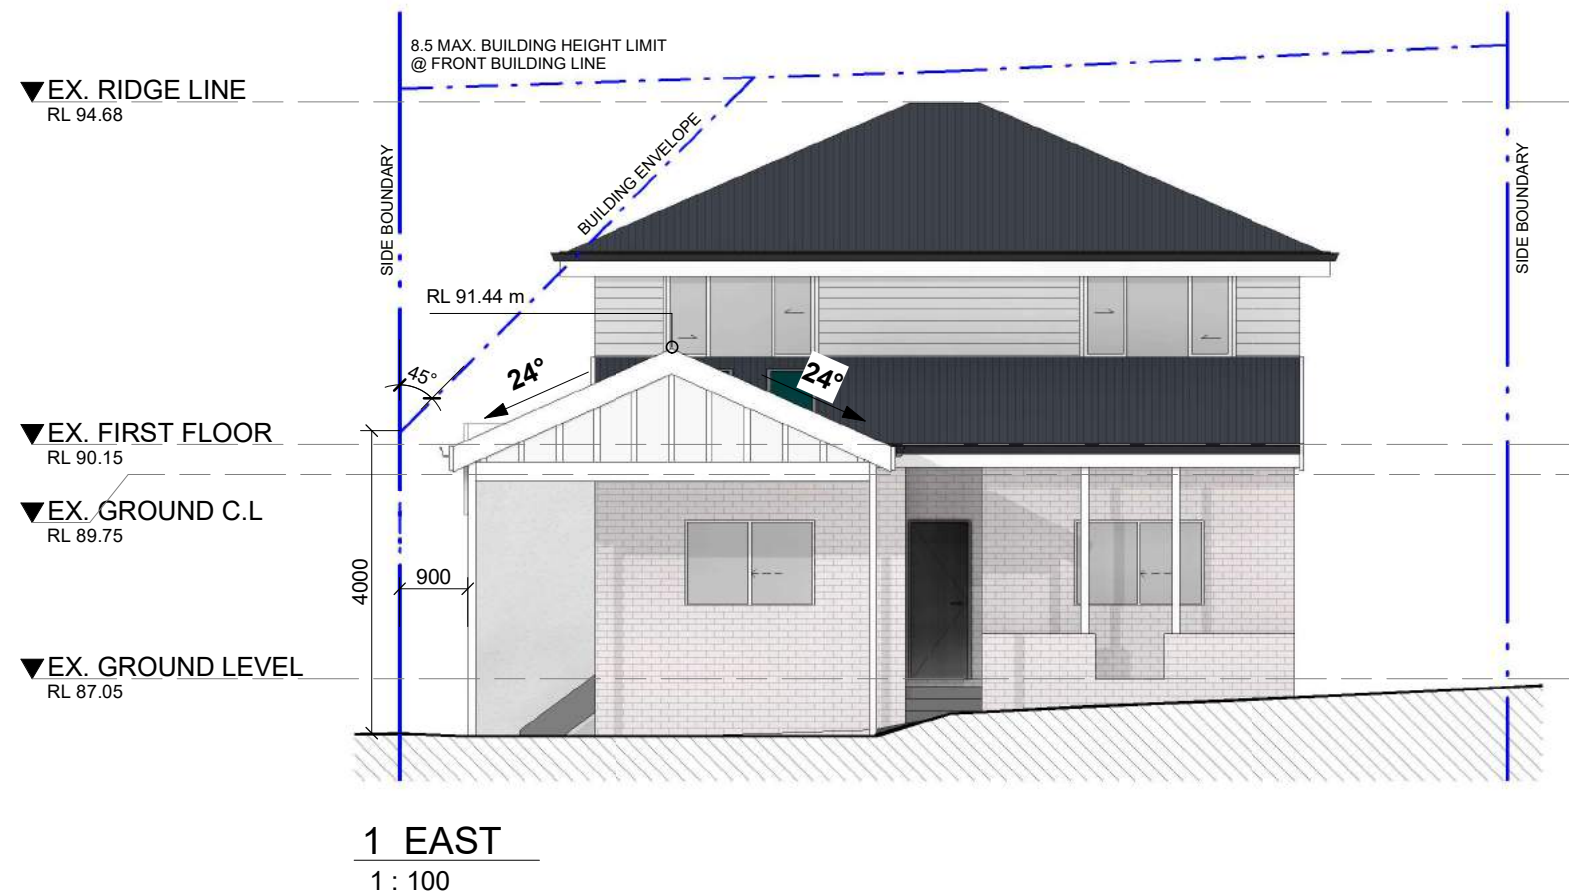 8.5 MAX. BUILDING HEIGHT LIMIT
@ FRONT BUILDING LINE
EX. RIDGE LINE
RL 94.68
SIDE BOUNDARY
BUILDING ENVELOPE
SIDE BOUNDARY
RL 91.44 m
45°
24°
24°
EX. FIRST FLOOR
RL 90.15
EX. GROUND C.L
RL 89.75
4000
900
EX. GROUND LEVEL
RL 87.05
1 EAST
1 : 100